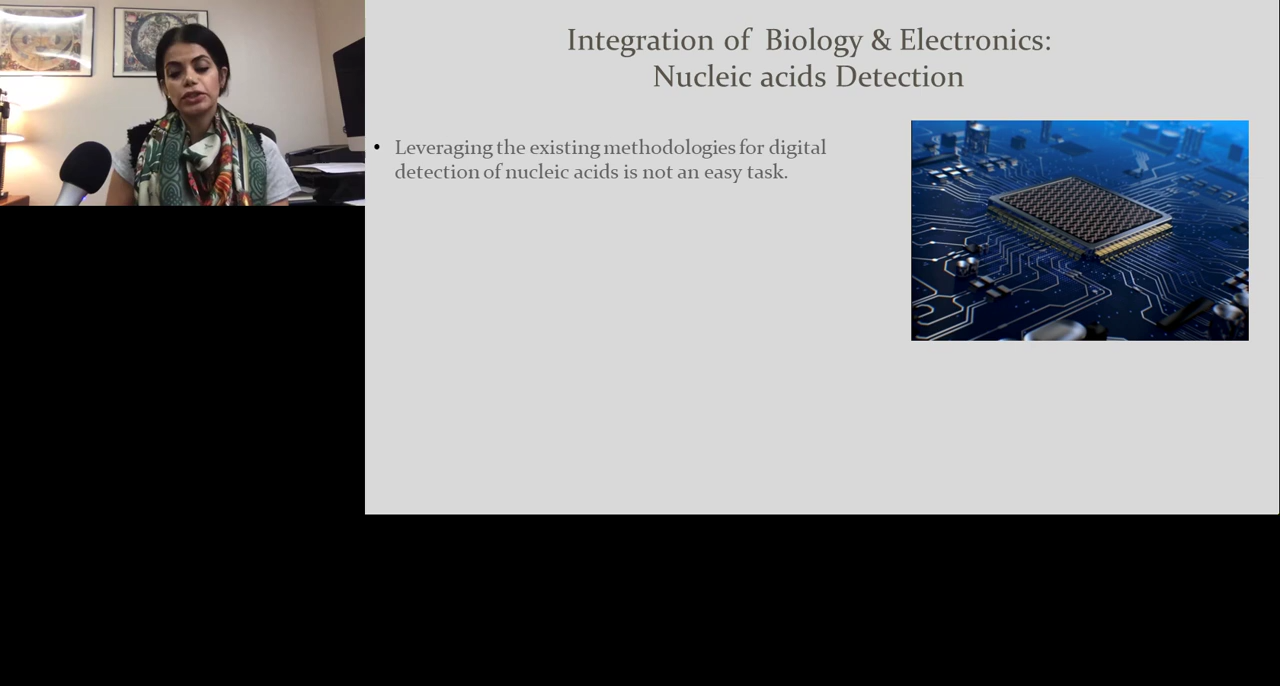 Integration of Biology & Electronics:
Nucleic acids Detection
• Leveraging the existing methodologies for digital
detection of nucleic acids is not an easy task.